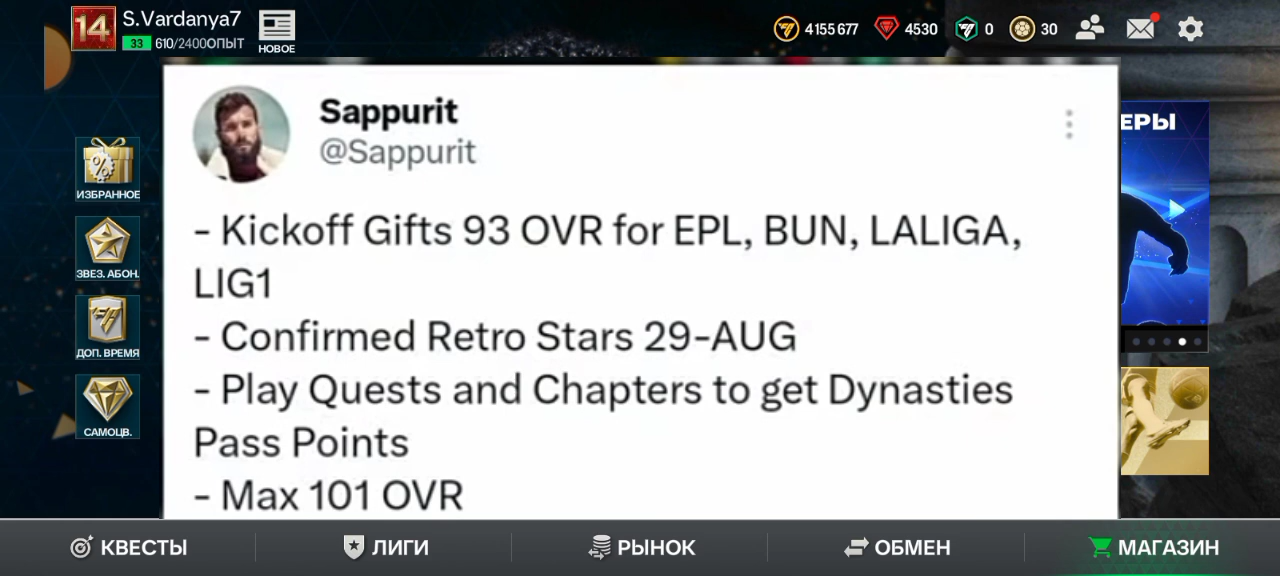 14
S.Vardanya7
33 610/2400ОПЫТ
НОВОЕ
4155677
4530
0
30
ИЗБРАННОЕ
ЗВЕЗ. АБОН.
ДОП. ВРЕМЯ
САМОЦВ.
Sappurit
@Sappurit
- Kickoff Gifts 93 OVR for EPL, BUN, LALIGA,
LIG1
- Confirmed Retro Stars 29-AUG
- Play Quests and Chapters to get Dynasties
Pass Points
- Max 101 OVR
ЕРЫ
КВЕСТЫ
ЛИГИ
РЫНОК
ОБМЕН
МАГАЗИН